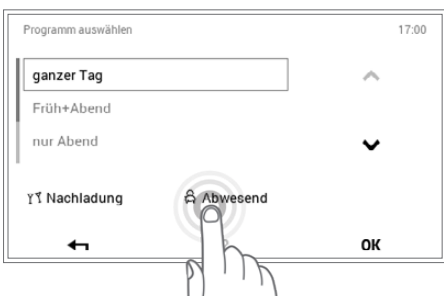 Programm auswählen 17:00
ganzer Tag
Früh+Abend
nur Abend
Nachladung Abwesend
OK